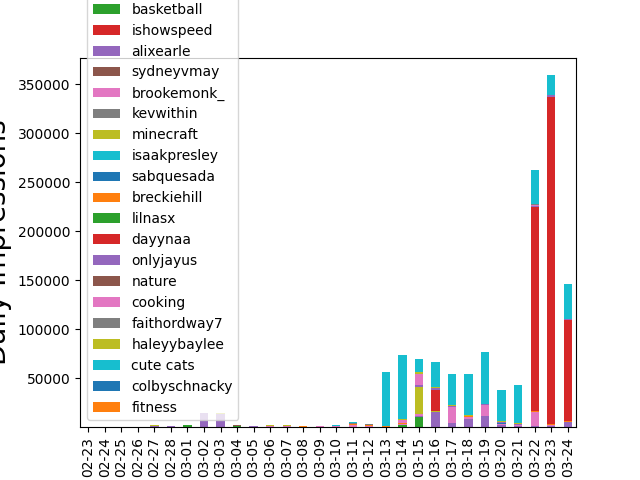 basketball
ishowspeed
alixearle
sydneyvmay
brookemonk_
kevwithin
minecraft
isaakpresley
sabquesada
breckiehill
lilnasx
dayynaa
onlyjayus
nature
cooking
faithordway7
haleyybaylee
cute cats
colbyschnacky
fitness
350000
300000
250000
200000
150000
100000
50000
Daily Impressions
02-23
02-24
02-25
02-26
02-27
02-28
03-01
03-02
03-03
03-04
03-05
03-06
03-07
03-08
03-09
03-10
03-11
03-12
03-13
03-14
03-15
03-16
03-17
03-18
03-19
03-20
03-21
03-22
03-23
03-24